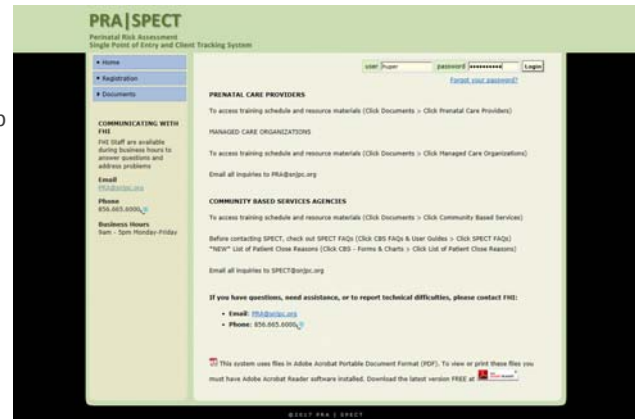 PRA|SPECT
Perinatal Risk Assessment
Single Point of Entry and Client Tracking System
Home
Registration
Documents
COMMUNICATING WITH
FHI
FHI Staff are available
during business hours to
answer questions and
address problems
Email
PRA@snjpc.org
Phone
856.665.6000
Business Hours
9am - 5pm Monday-Friday
user huper password •••••••••• Login
Forgot your password?
PRENATAL CARE PROVIDERS
To access training schedule and resource materials (Click Documents > Click Prenatal Care Providers)
MANAGED CARE ORGANIZATIONS
To access training schedule and resource materials (Click Documents > Click Managed Care Organizations)
Email all inquiries to PRA@snjpc.org
COMMUNITY BASED SERVICES AGENCIES
To access training schedule and resource materials (Click Documents > Click Community Based Services)
Before contacting SPECT, check out SPECT FAQs (Click CBS FAQs & User Guides > Click SPECT FAQs)
*NEW* List of Patient Close Reasons (Click CBS - Forms & Charts > Click List of Patient Close Reasons)
Email all inquiries to SPECT@snjpc.org
If you have questions, need assistance, or to report technical difficulties, please contact FHI:
• Email: PRA@snjpc.org
• Phone: 856.665.6000
This system uses files in Adobe Acrobat Portable Document Format (PDF). To view or print these files you
must have Adobe Acrobat Reader software installed. Download the latest version FREE at
©2017 PRA | SPECT